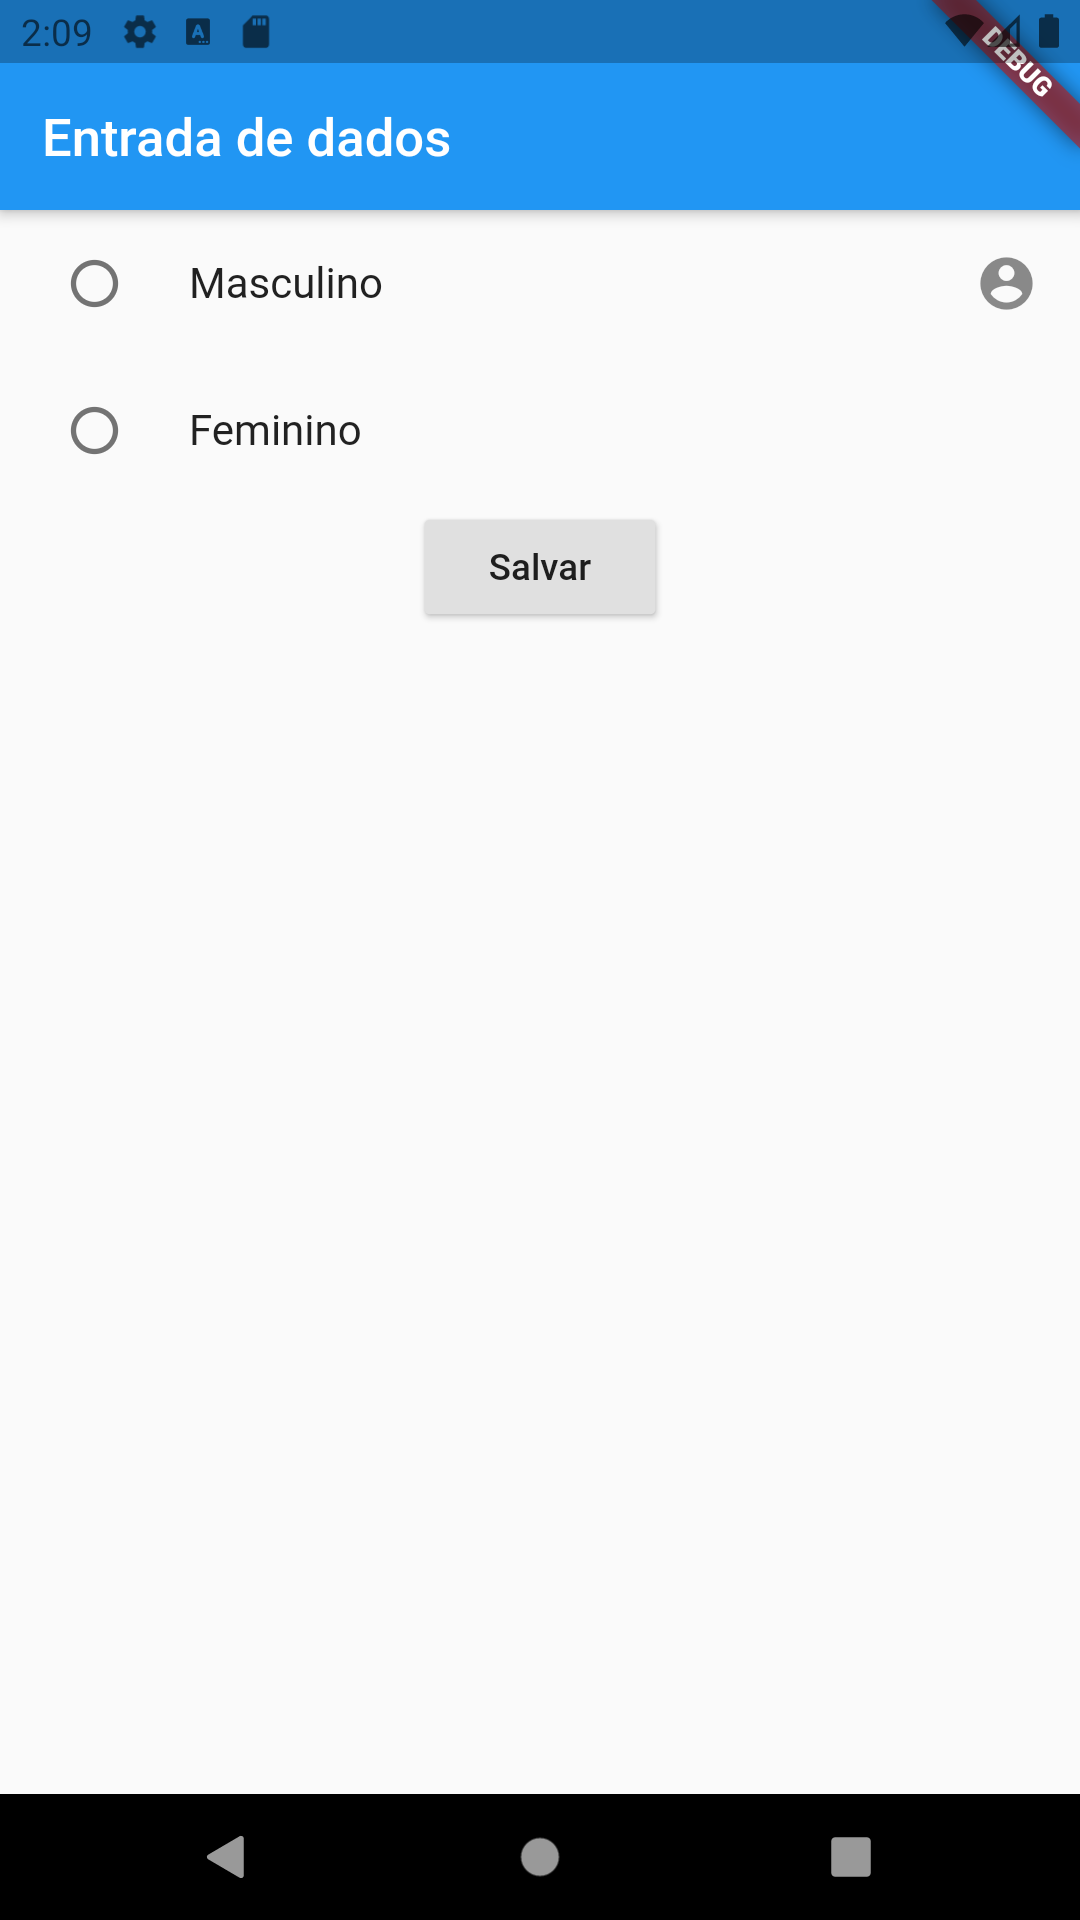 2:09
DEBUG
Entrada de dados
Masculino
Feminino
Salvar